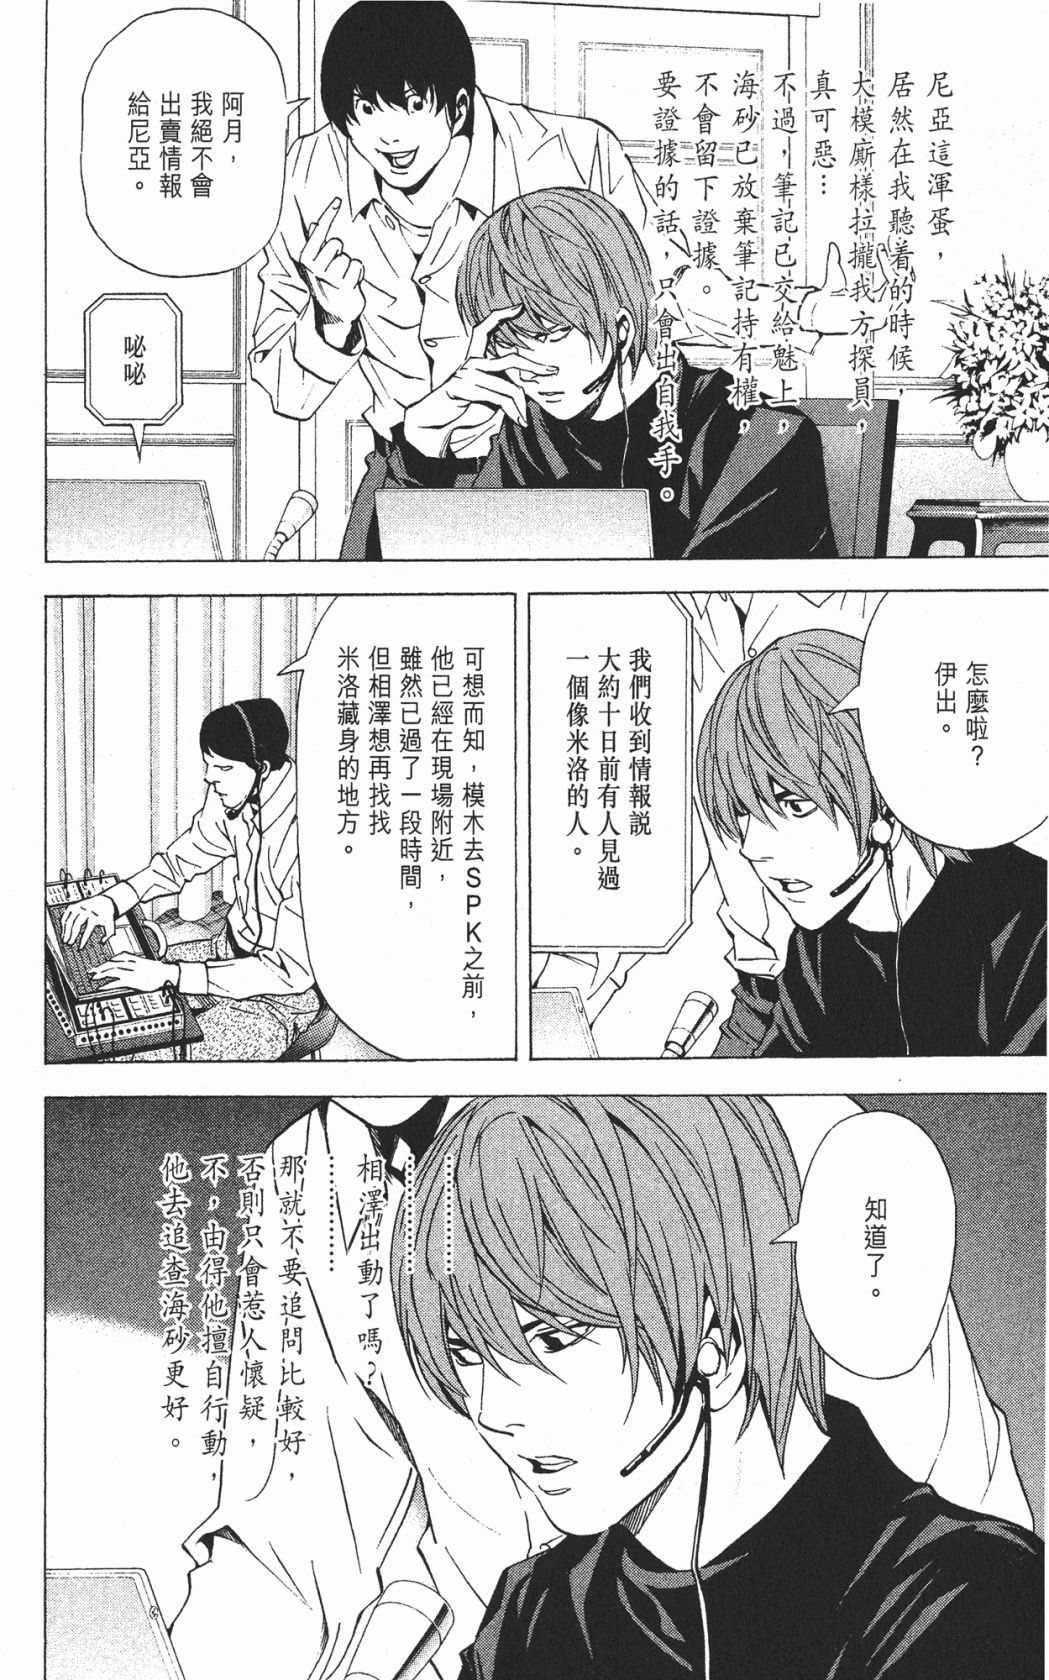 尼亞這渾蛋，
居然在我聽着的時候，
大模廝樣拉攏我方探員，
真可惡…
不過，筆記已交給魅上，
海砂已放棄筆記持有權，
不會留下證據。
要證據的話，只會出自我手。
阿月，
我絕不會
出賣情報
給尼亞。
咇咇
怎麼啦？
伊出。
我們收到情報說
大約十日前有人見過
一個像米洛的人。
可想而知，模木去SPK之前，
他已經在現場附近，
雖然已過了一段時間，
但相澤想再找找
米洛藏身的地方。
知道了。
………
………
相澤出動了嗎？
………
那就不要追問比較好，
否則只會惹人懷疑，
不，由得他擅自行動，
他去追查海砂更好。